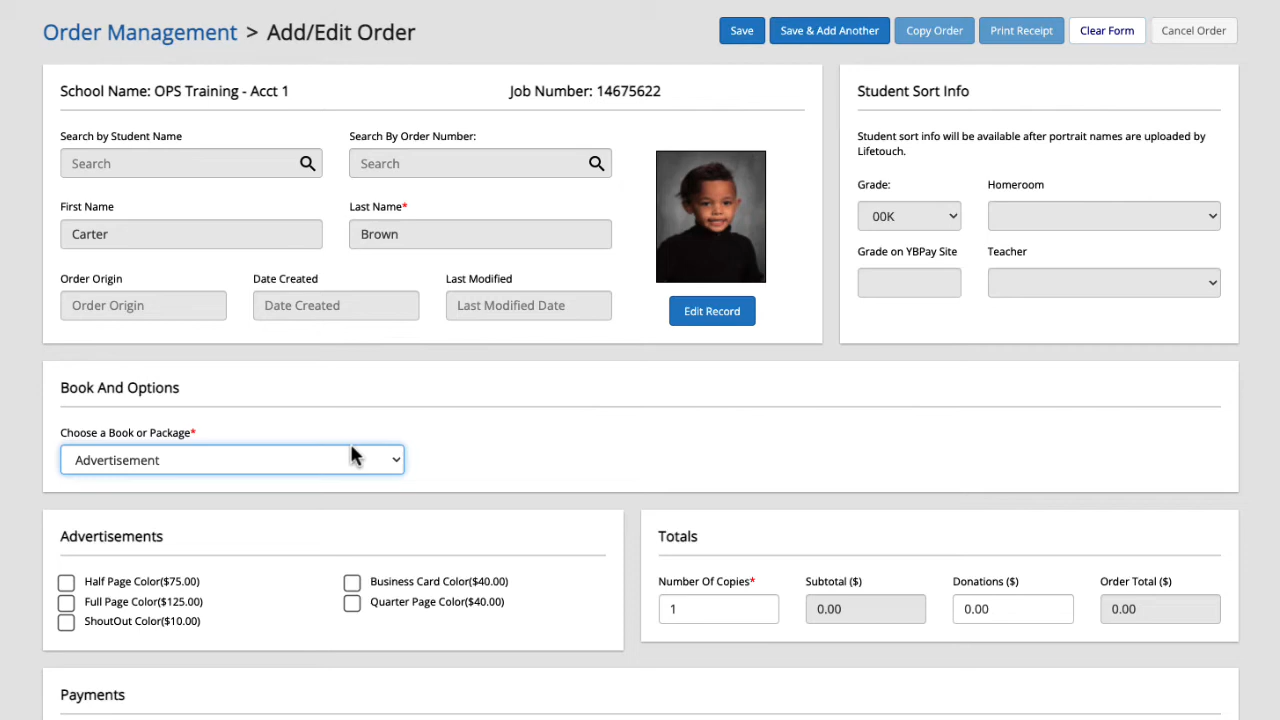 Order Management > Add/Edit Order
Save
Save & Add Another
Copy Order
Print Receipt
Clear Form
Cancel Order
School Name: OPS Training - Acct 1
Job Number: 14675622
Search by Student Name
Search By Order Number:
Search
Search
First Name
Last Name*
Carter
Brown
Order Origin
Date Created
Last Modified
Order Origin
Date Created
Last Modified Date
Edit Record
Student Sort Info
Student sort info will be available after portrait names are uploaded by
Lifetouch.
Grade:
Homeroom
00K
Grade on YBPay Site
Teacher
Book And Options
Choose a Book or Package*
Advertisement
Advertisements
Half Page Color($75.00)
Business Card Color($40.00)
Full Page Color($125.00)
Quarter Page Color($40.00)
ShoutOut Color($10.00)
Totals
Number Of Copies*
Subtotal ($)
Donations ($)
Order Total ($)
1
0.00
0.00
0.00
Payments